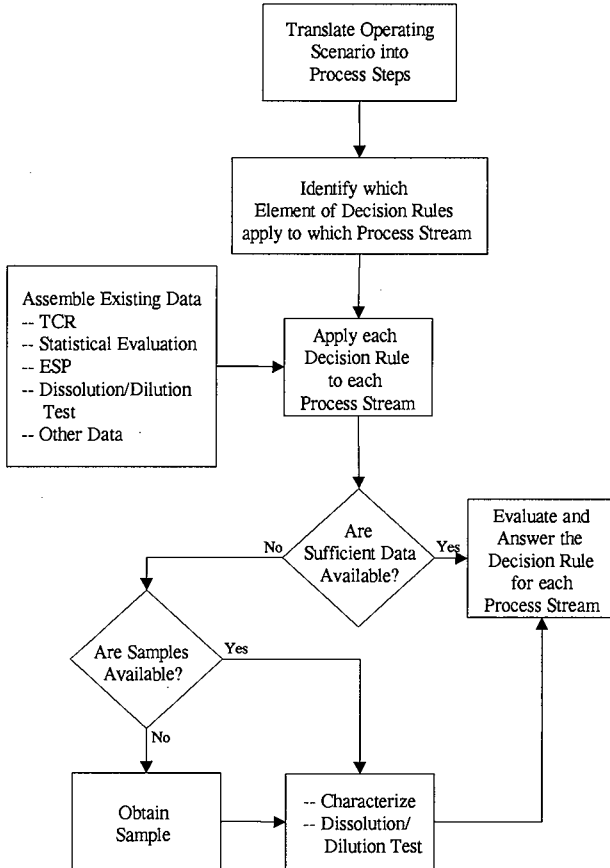 Translate Operating
Scenario into
Process Steps
Identify which
Element of Decision Rules
apply to which Process Stream
Assemble Existing Data
-- TCR
-- Statistical Evaluation
-- ESP
-- Dissolution/Dilution
Test
-- Other Data
Apply each
Decision Rule
to each
Process Stream
Are
Sufficient Data
Available?
No
Yes
Evaluate and
Answer the
Decision Rule
for each
Process Stream
Are Samples
Available?
Yes
No
Obtain
Sample
-- Characterize
-- Dissolution/
Dilution Test